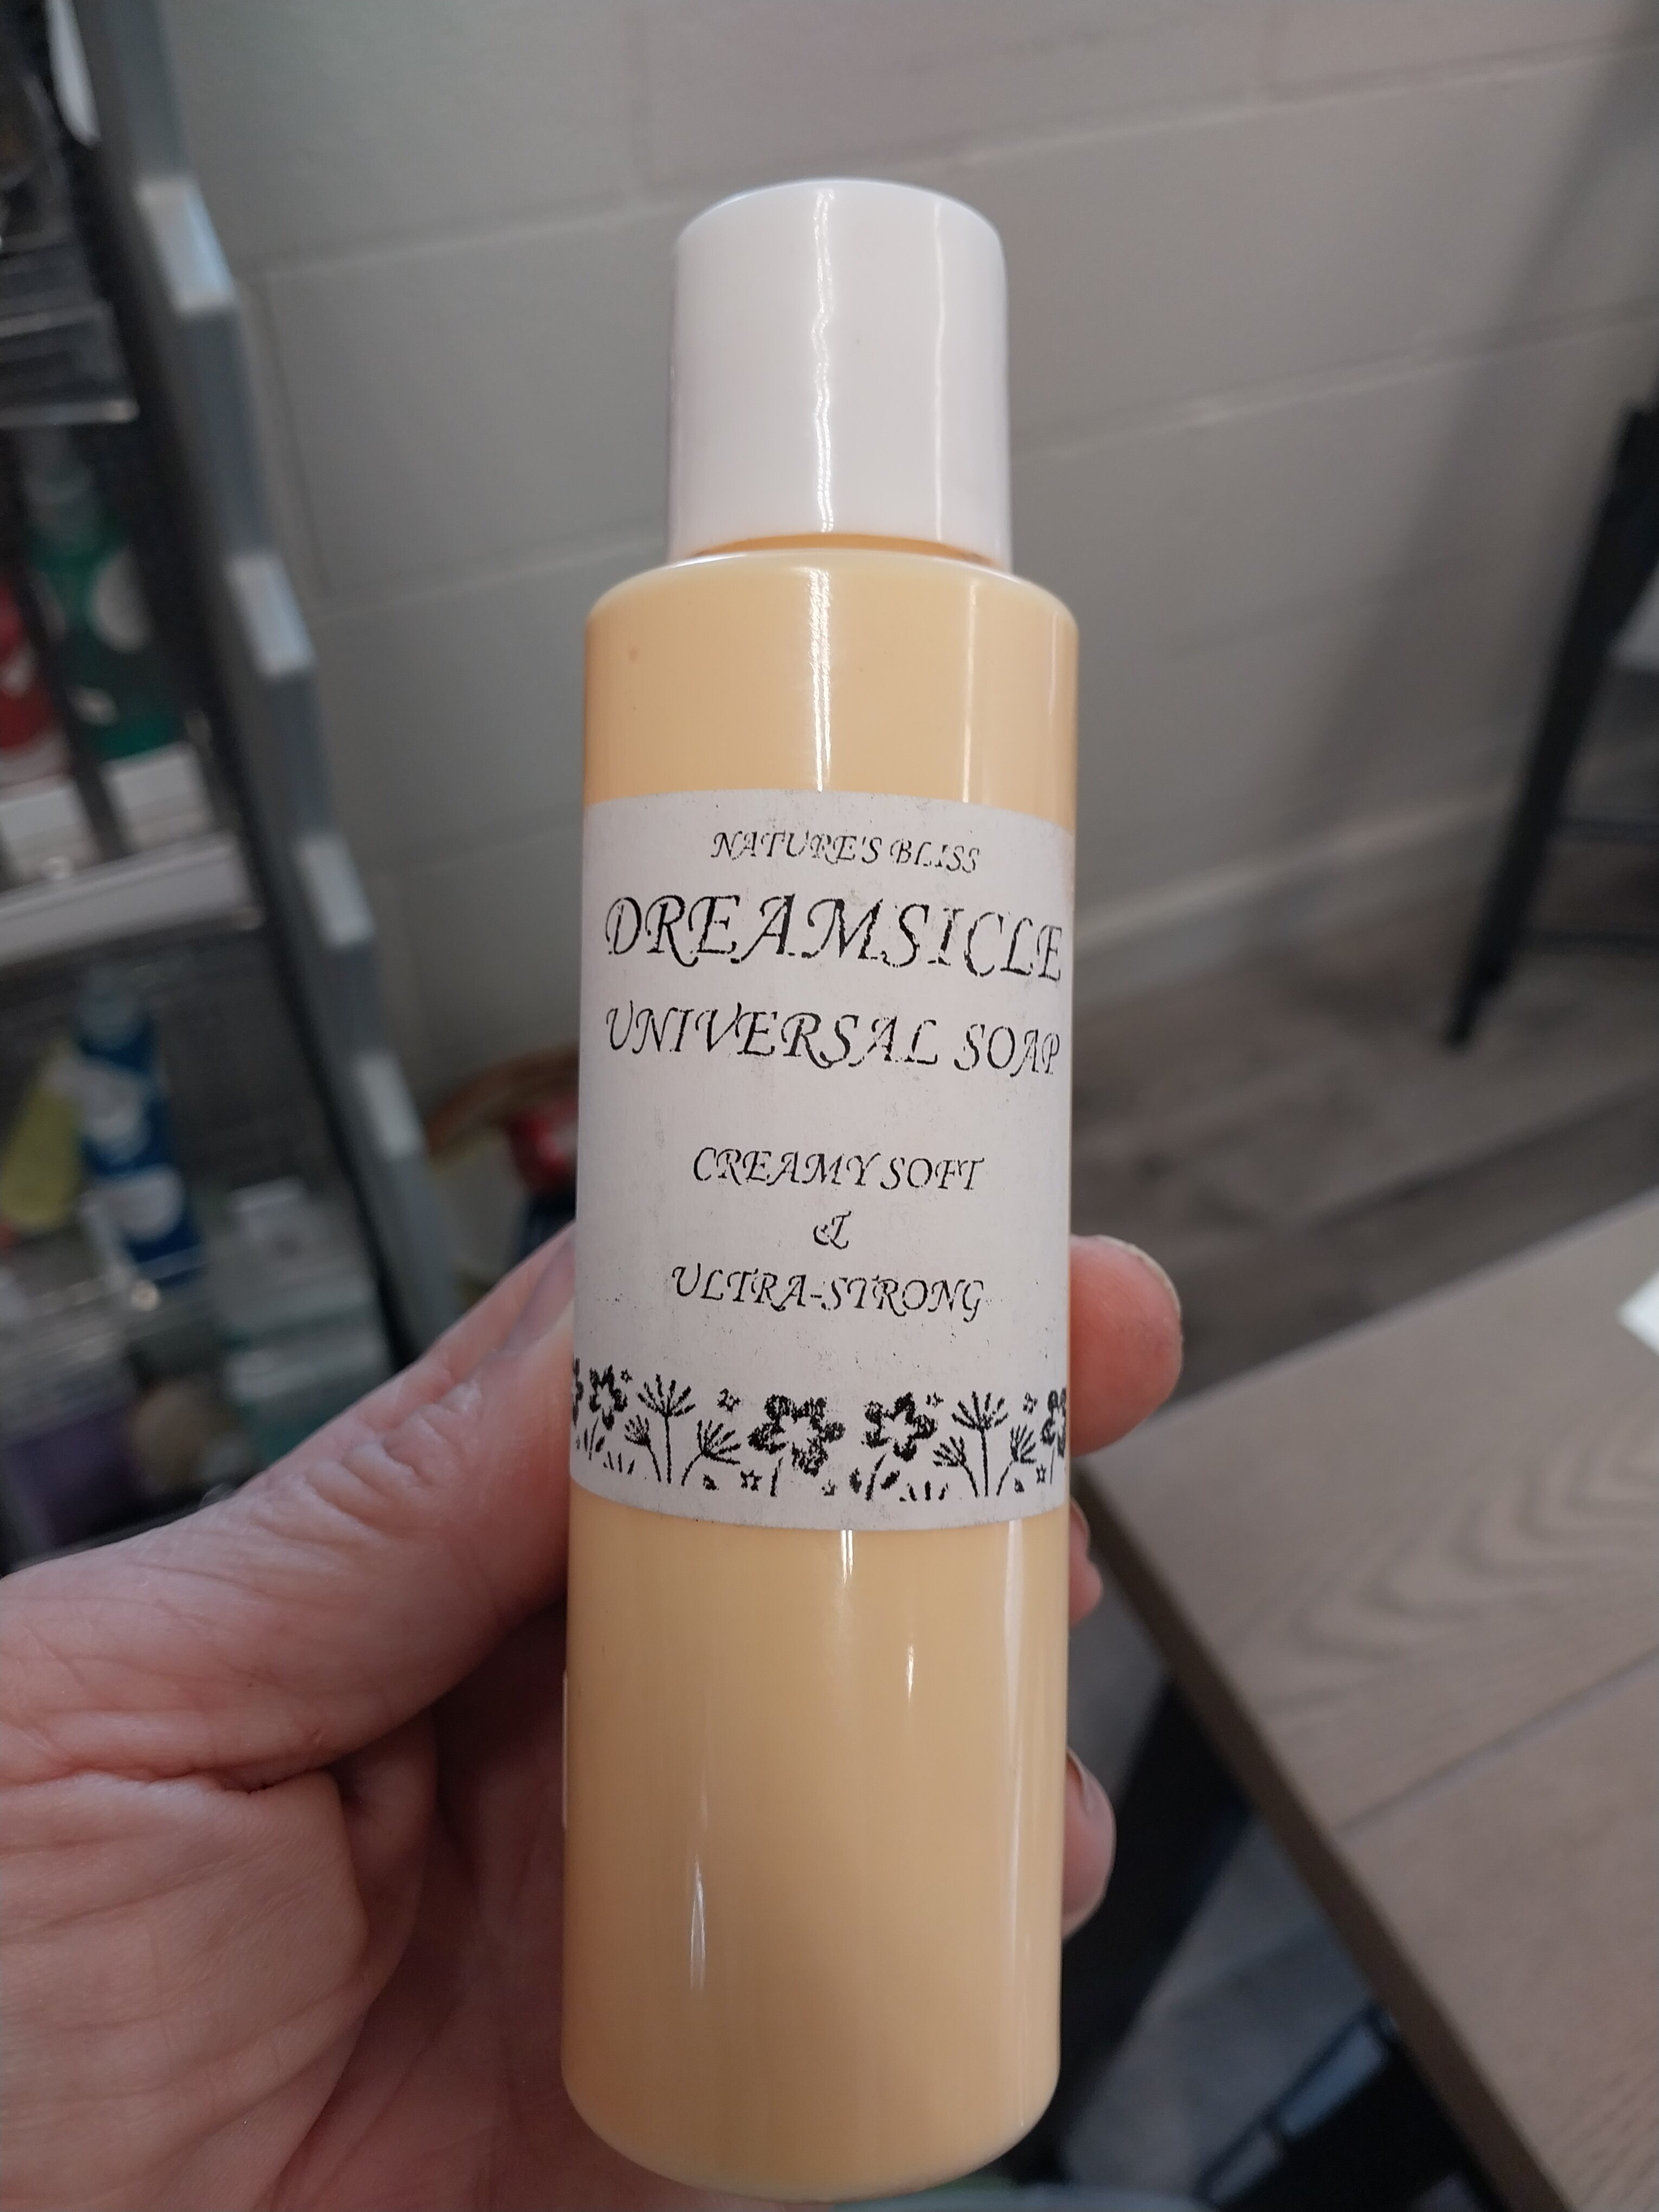 NATURE'S BLISS
DREAMSICLE
UNIVERSAL SOAP
CREAMY SOFT
&
ULTRA-STRONG